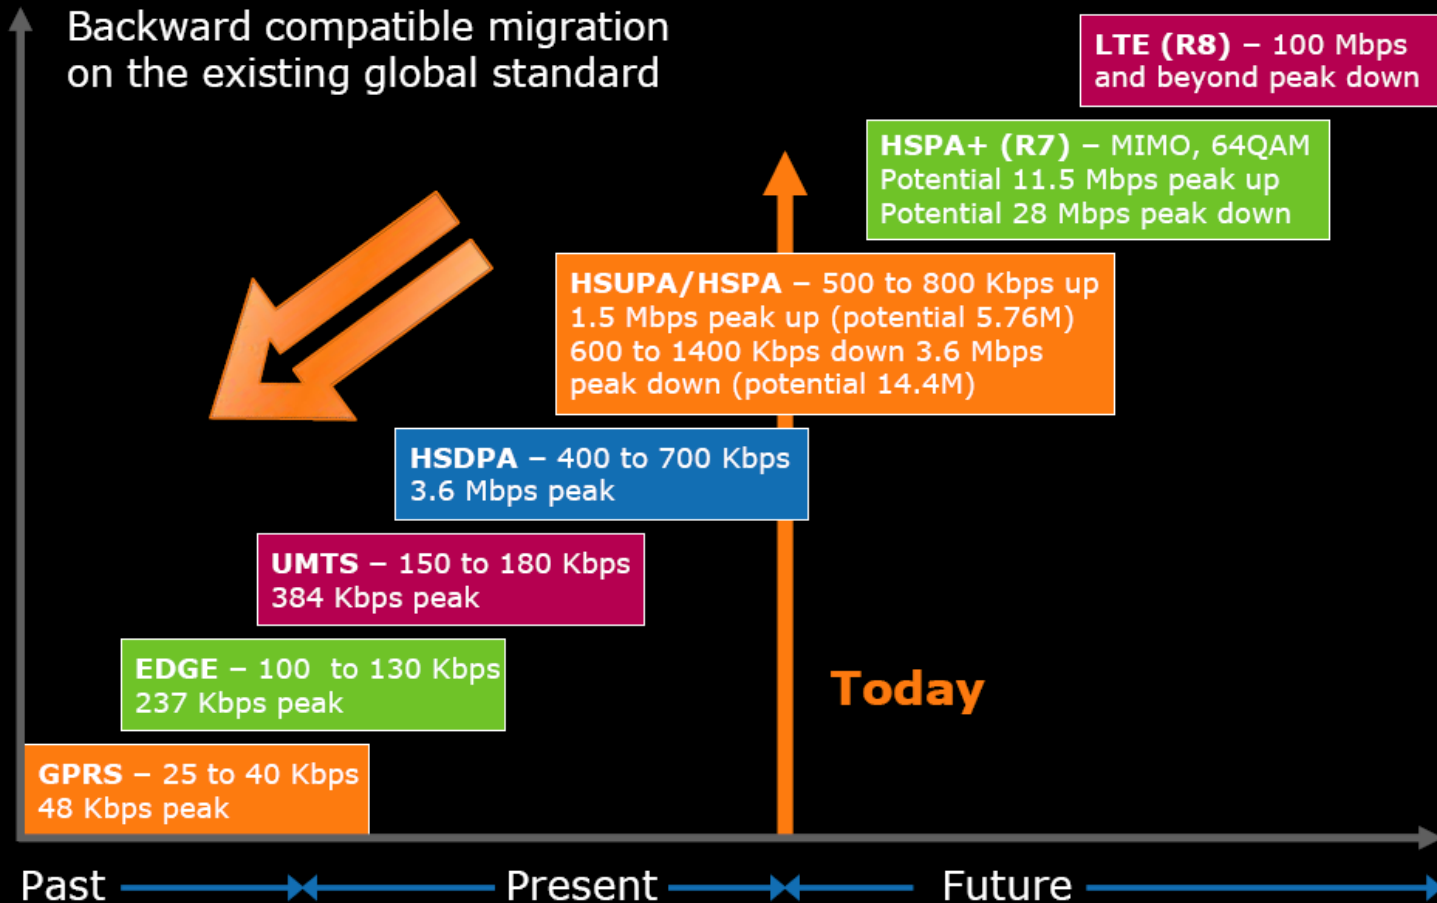 Backward compatible migration
on the existing global standard
LTE (R8) – 100 Mbps
and beyond peak down
HSPA+ (R7) – MIMO, 64QAM
Potential 11.5 Mbps peak up
Potential 28 Mbps peak down
HSUPA/HSPA – 500 to 800 Kbps up
1.5 Mbps peak up (potential 5.76M)
600 to 1400 Kbps down 3.6 Mbps
peak down (potential 14.4M)
HSDPA – 400 to 700 Kbps
3.6 Mbps peak
UMTS – 150 to 180 Kbps
384 Kbps peak
EDGE – 100 to 130 Kbps
237 Kbps peak
Today
GPRS – 25 to 40 Kbps
48 Kbps peak
Past Present Future